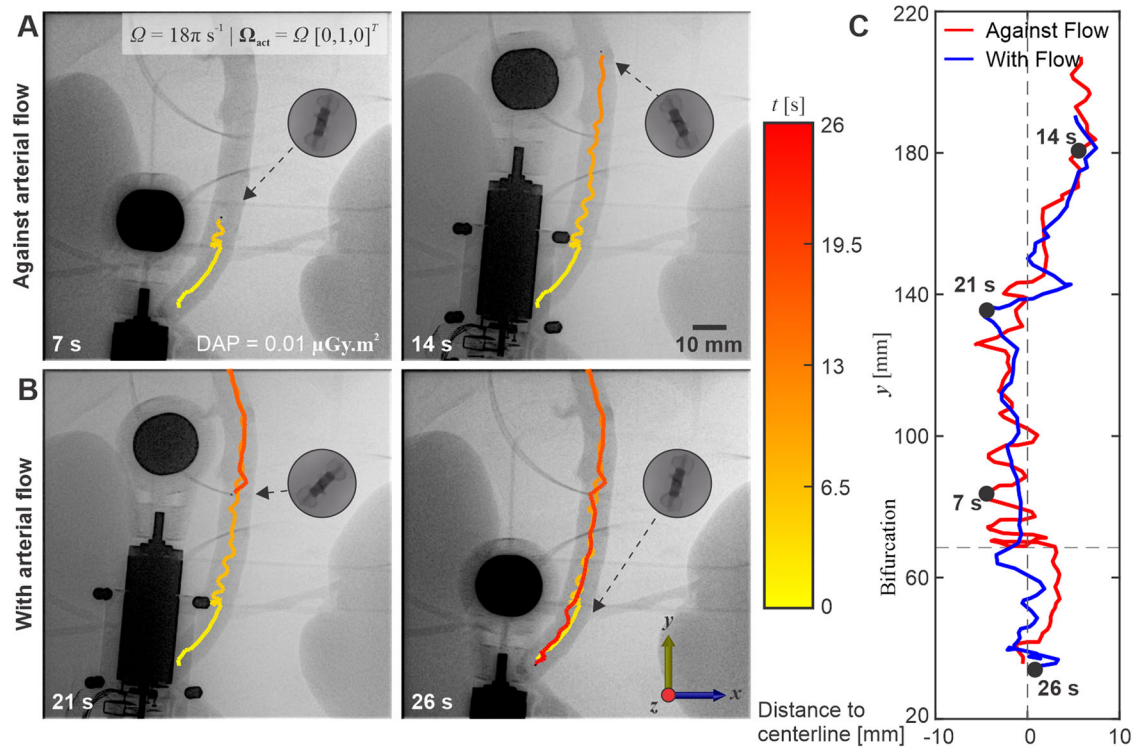 A
Ω = 18π s⁻¹ | Ω_act = Ω [0,1,0]ᵀ
Against arterial flow
7 s
DAP = 0.01 µGy.m²
14 s
10 mm
B
With arterial flow
21 s
26 s
y
x
z
t [s]
26
19.5
13
6.5
0
C
Against Flow
With Flow
220
180
140
100
60
20
y [mm]
Bifurcation
14 s
21 s
7 s
26 s
-10
0
10
Distance to
centerline [mm]